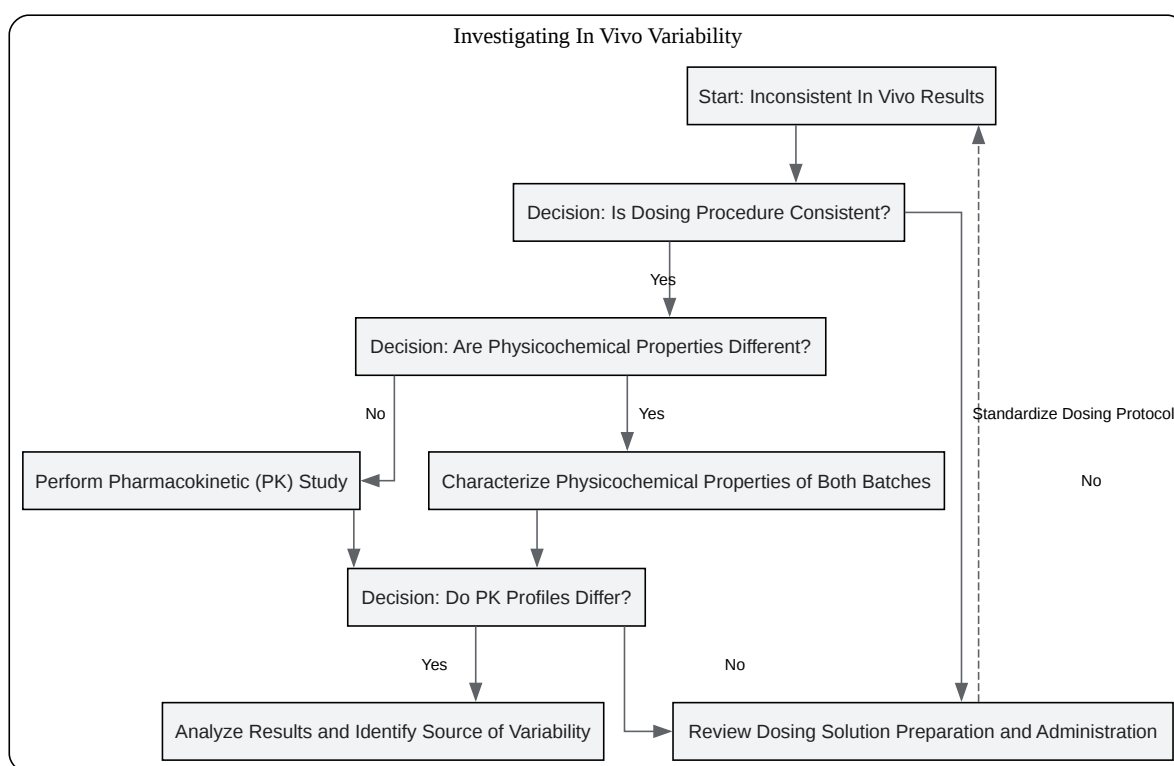 Investigating In Vivo Variability
Start: Inconsistent In Vivo Results
Decision: Is Dosing Procedure Consistent?
Yes
Decision: Are Physicochemical Properties Different?
No
Yes
Standardize Dosing Protocol
Perform Pharmacokinetic (PK) Study
Characterize Physicochemical Properties of Both Batches
No
Decision: Do PK Profiles Differ?
Yes
No
Analyze Results and Identify Source of Variability
Review Dosing Solution Preparation and Administration